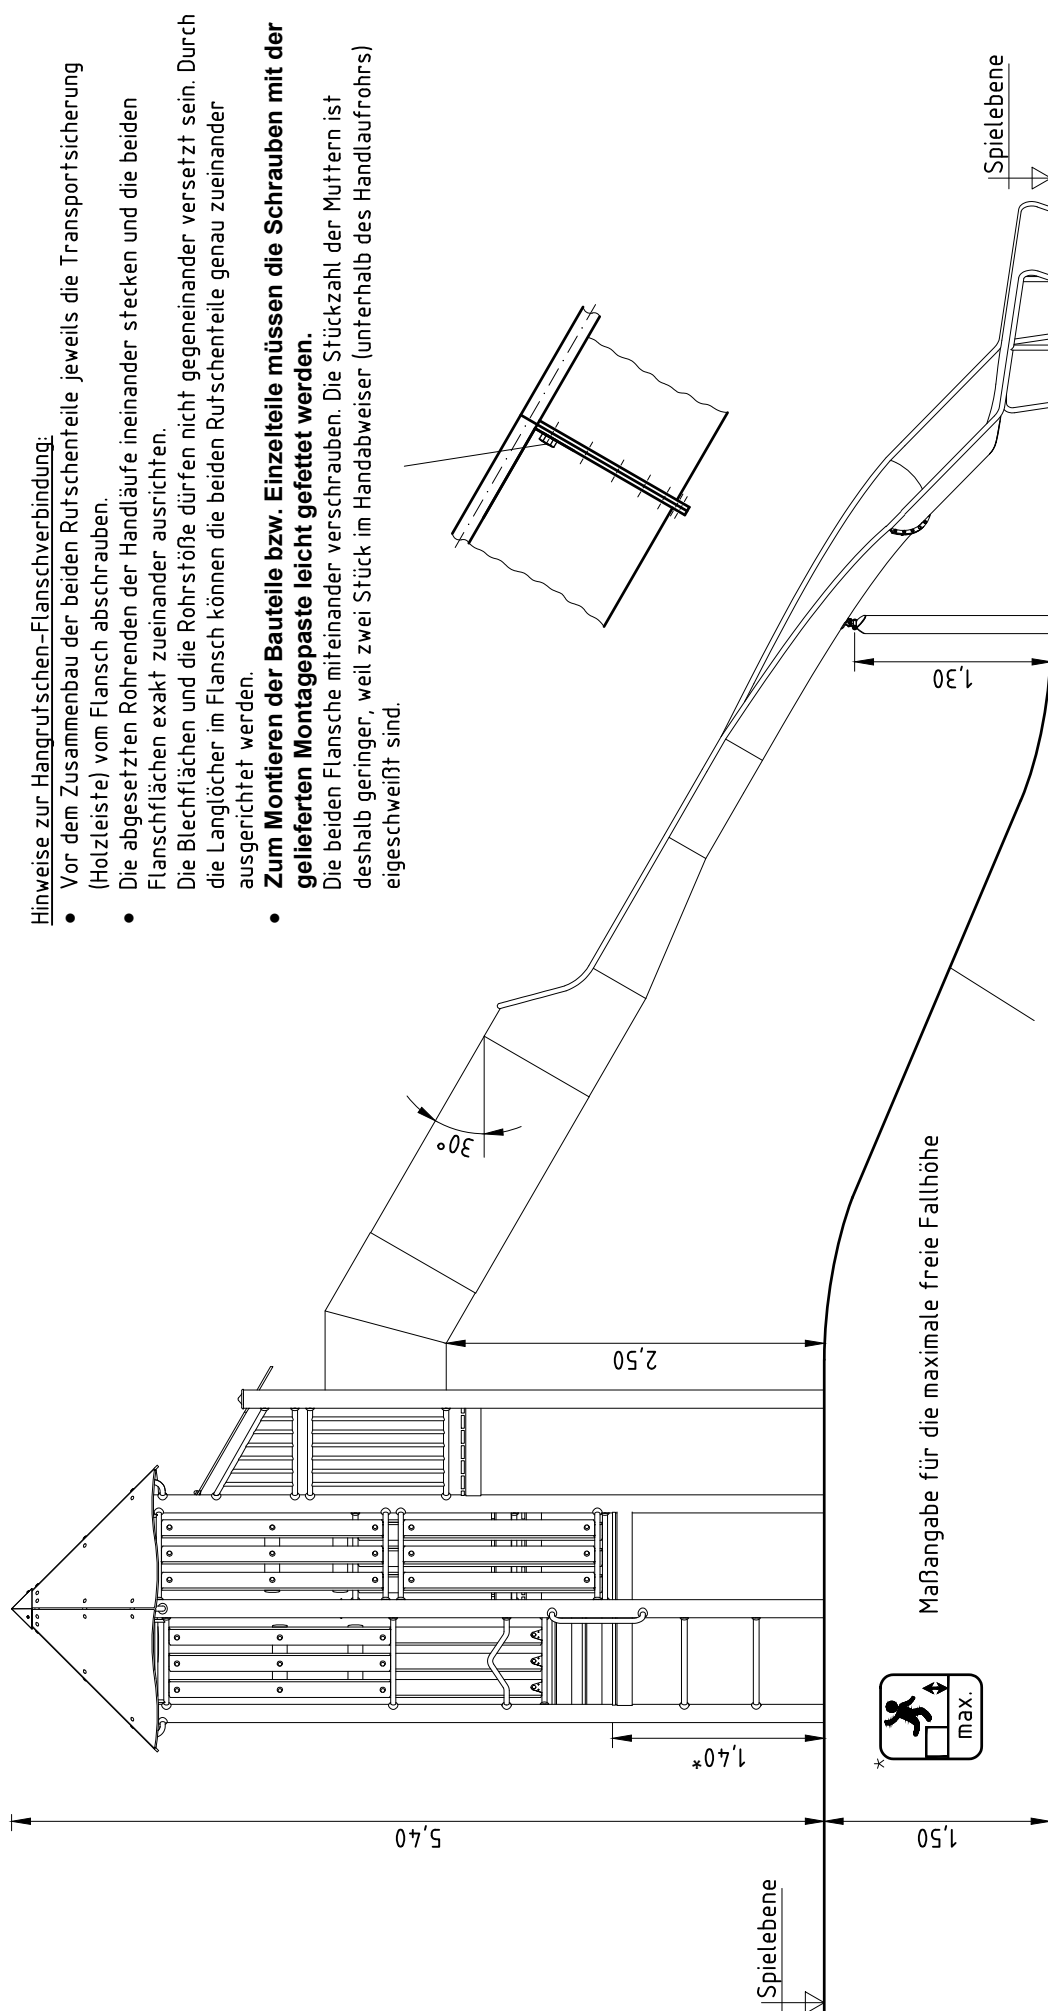 Hinweise zur Hangrutschen-Flanschverbindung:
● Vor dem Zusammenbau der beiden Rutschenteile jeweils die Transportsicherung
(Holzleiste) vom Flansch abschrauben.
● Die abgesetzten Rohrenden der Handläufe ineinander stecken und die beiden
Flanschflächen exakt zueinander ausrichten.
Die Blechflächen und die Rohrstöße dürfen nicht gegeneinander versetzt sein. Durch
die Langlöcher im Flansch können die beiden Rutschenteile genau zueinander
ausgerichtet werden.
● Zum Montieren der Bauteile bzw. Einzelteile müssen die Schrauben mit der
gelieferten Montagepaste leicht gefettet werden.
Die beiden Flansche miteinander verschrauben. Die Stückzahl der Muttern ist
deshalb geringer, weil zwei Stück im Handabweiser (unterhalb des Handlaufrohrs)
eigeschweißt sind.
Spielebene
1,30
30°
2,50
5,40
1,40*
1,50
Spielebene
*
max.
Maßangabe für die maximale freie Fallhöhe